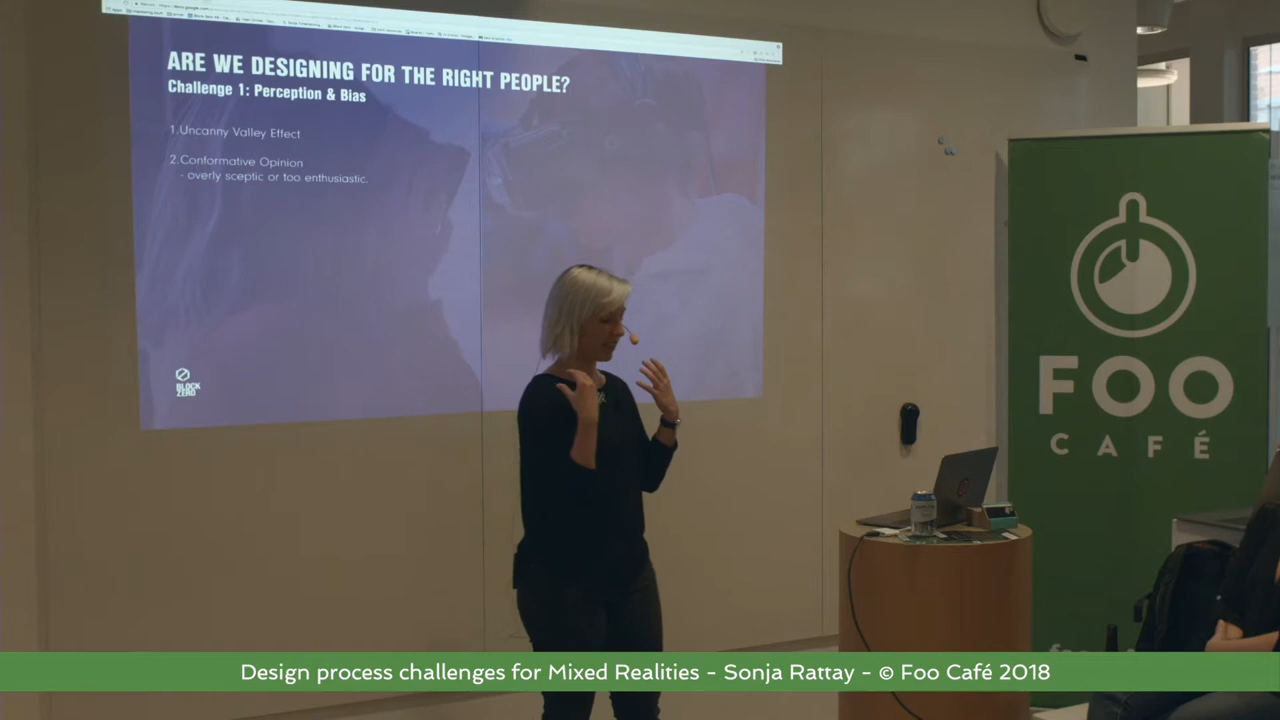 ARE WE DESIGNING FOR THE RIGHT PEOPLE?
Challenge 1: Perception & Bias
1.Uncanny Valley Effect
2.Conformative Opinion
- overly sceptic or too enthusiastic.
BLOCK
ZERO
FOO
CAFÉ
Design process challenges for Mixed Realities - Sonja Rattay - © Foo Café 2018